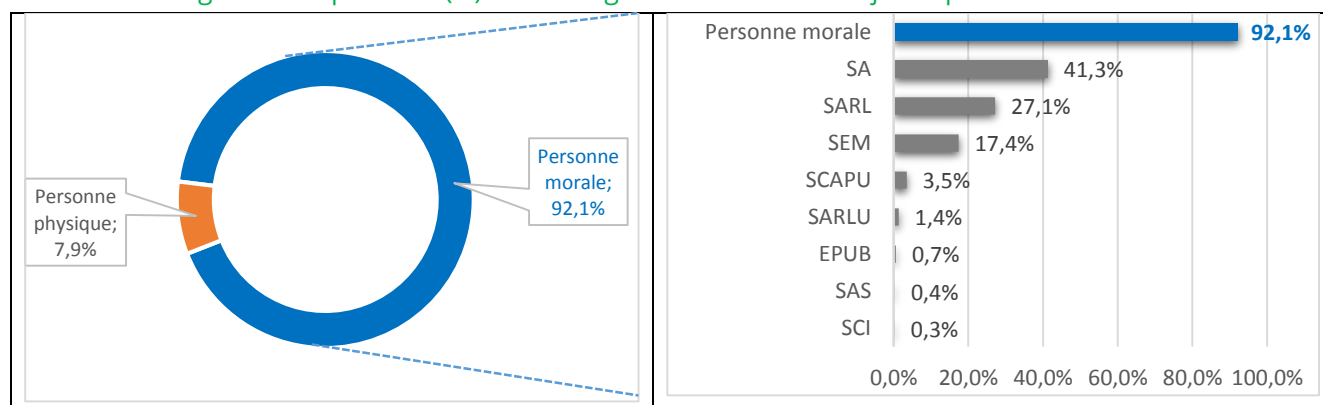 Personne
physique;
7,9%
Personne
morale;
92,1%
Personne morale 92,1%
SA 41,3%
SARL 27,1%
SEM 17,4%
SCAPU 3,5%
SARLU 1,4%
EPUB 0,7%
SAS 0,4%
SCI 0,3%
0,0% 20,0% 40,0% 60,0% 80,0% 100,0%